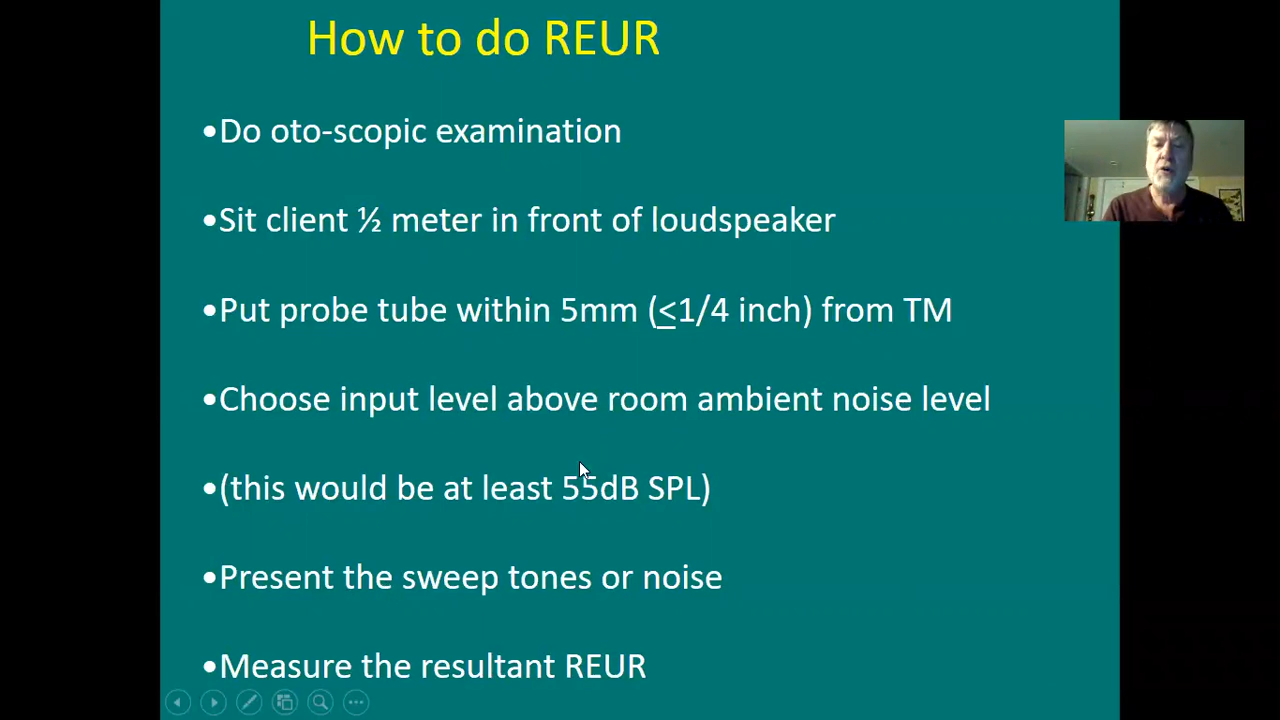 How to do REUR
•Do oto-scopic examination
•Sit client ½ meter in front of loudspeaker
•Put probe tube within 5mm (≤1/4 inch) from TM
•Choose input level above room ambient noise level
•(this would be at least 55dB SPL)
•Present the sweep tones or noise
•Measure the resultant REUR